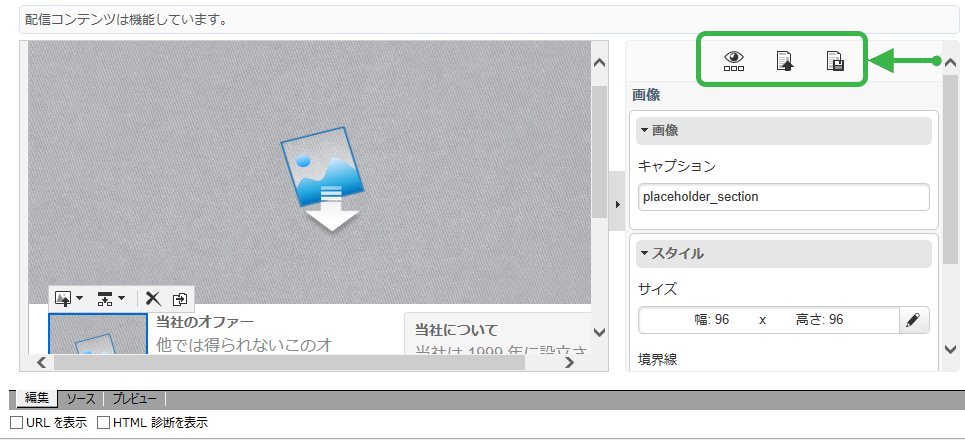 配信コンテンツは機能しています。
画像
画像
キャプション
placeholder_section
スタイル
サイズ
幅: 96 x 高さ: 96
境界線
当社のオファー
他では得られないこのオ
当社について
当社は 1999 年に設立さ
編集 ソース プレビュー
URL を表示 HTML 診断を表示